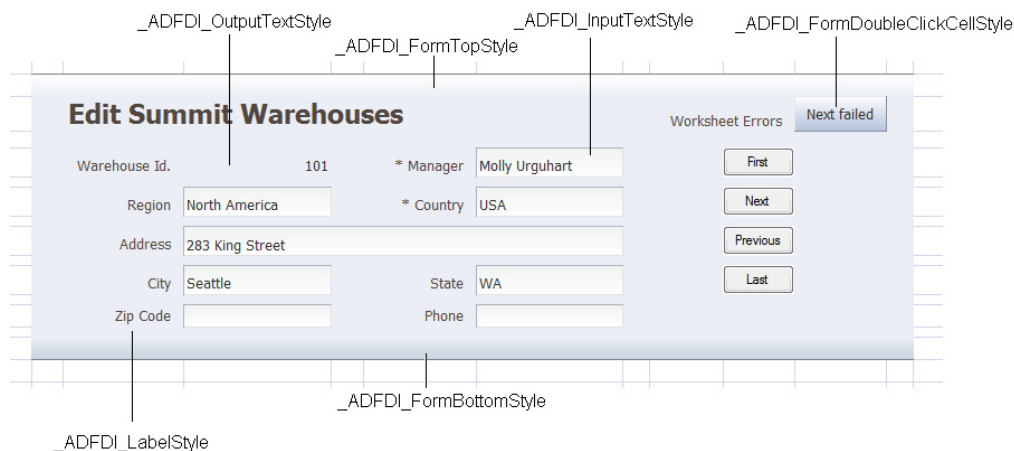 _ADFDI_OutputTextStyle
_ADFDI_InputTextStyle
_ADFDI_FormDoubleClickCellStyle
_ADFDI_FormTopStyle
Edit Summit Warehouses
Worksheet Errors Next failed
Warehouse Id. 101 * Manager Molly Urguhart First
Region North America * Country USA Next
Address 283 King Street Previous
City Seattle State WA Last
Zip Code Phone
_ADFDI_FormBottomStyle
_ADFDI_LabelStyle